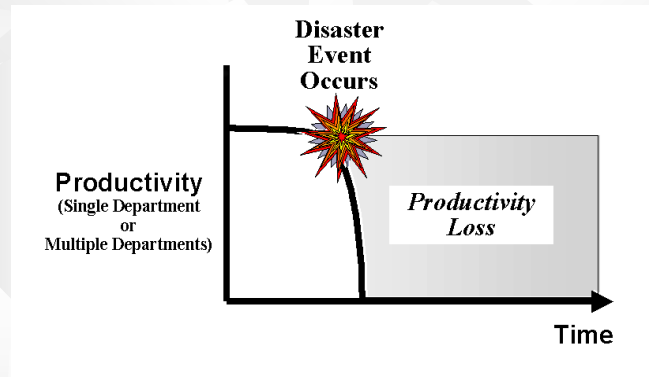 Disaster
Event
Occurs
Productivity
(Single Department
or
Multiple Departments)
Productivity
Loss
Time